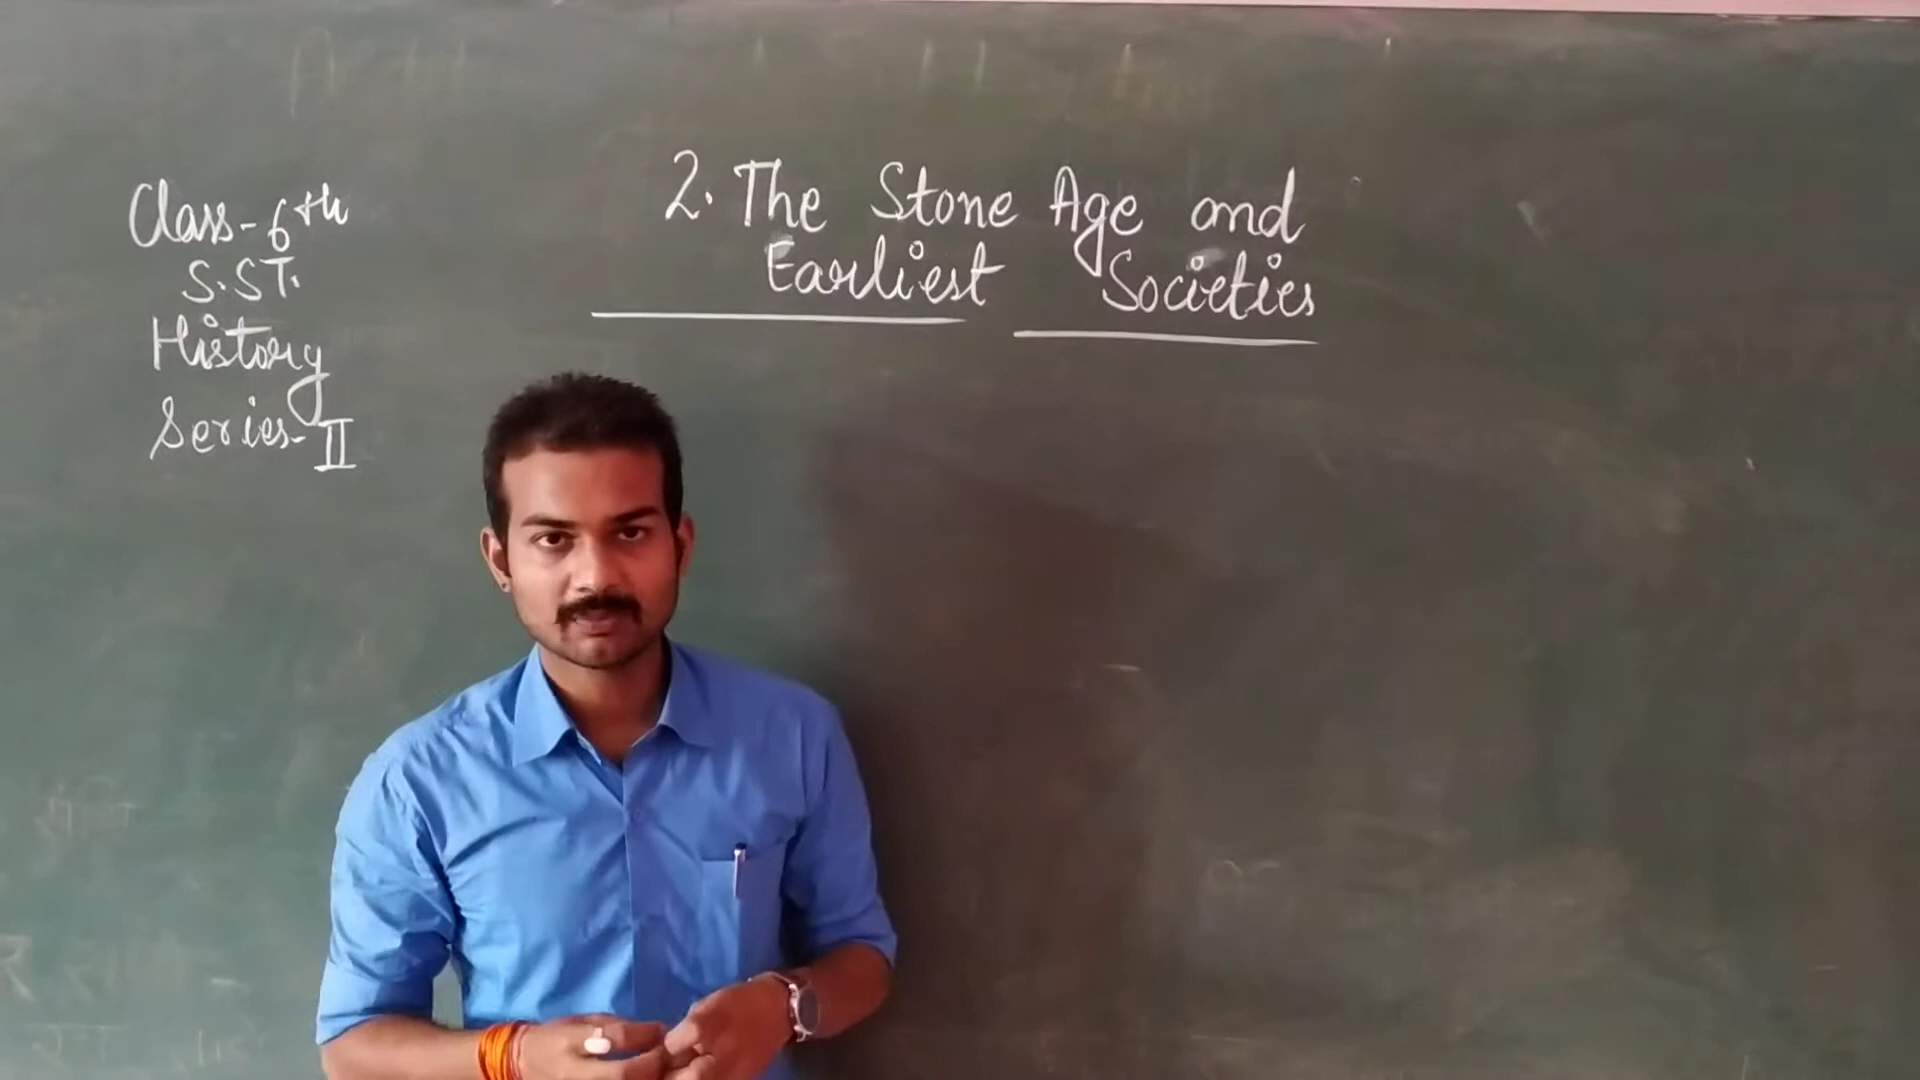 Class-6th
S.ST.
History
Series-II
2. The Stone Age and
Earliest Societies